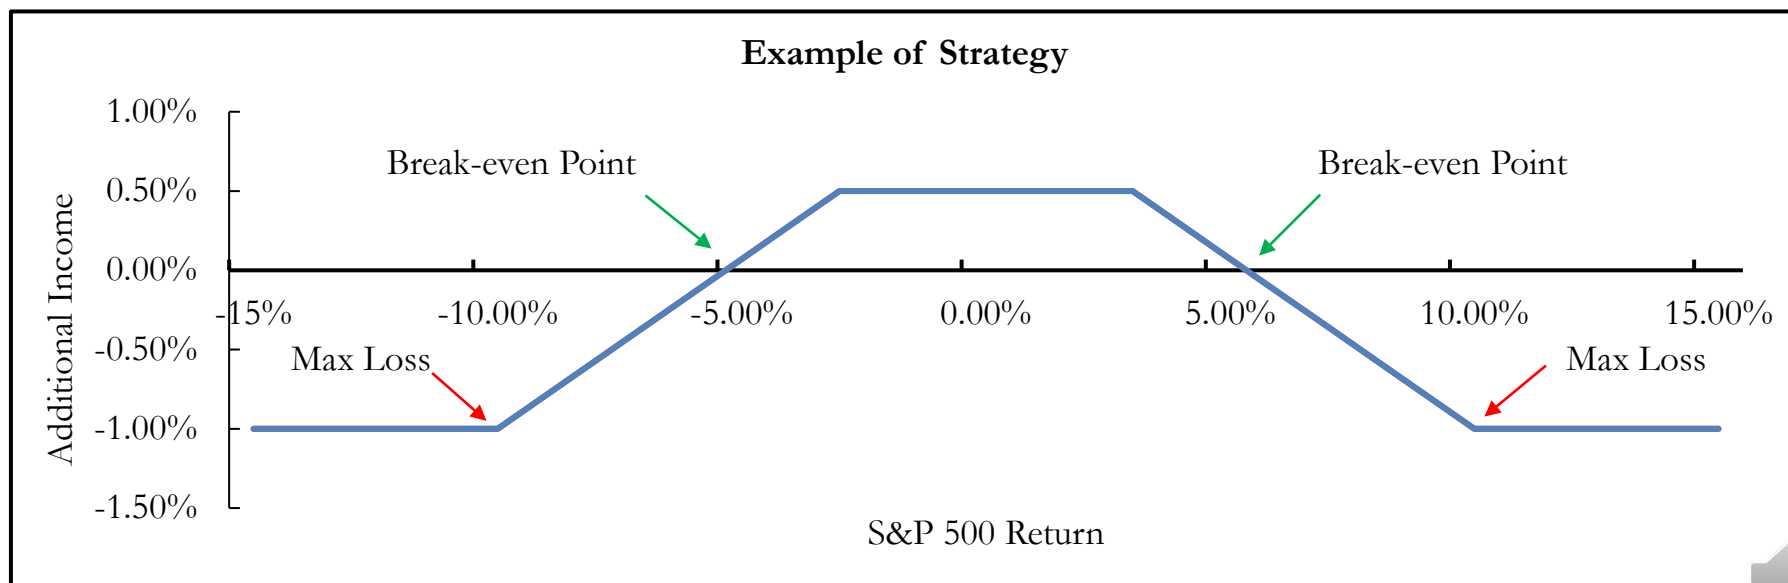 Example of Strategy
1.00%
Break-even Point
Break-even Point
0.50%
0.00%
-15%
-10.00%
-5.00%
0.00%
5.00%
10.00%
15.00%
-0.50%
Max Loss
Max Loss
-1.00%
-1.50%
Additional Income
S&P 500 Return